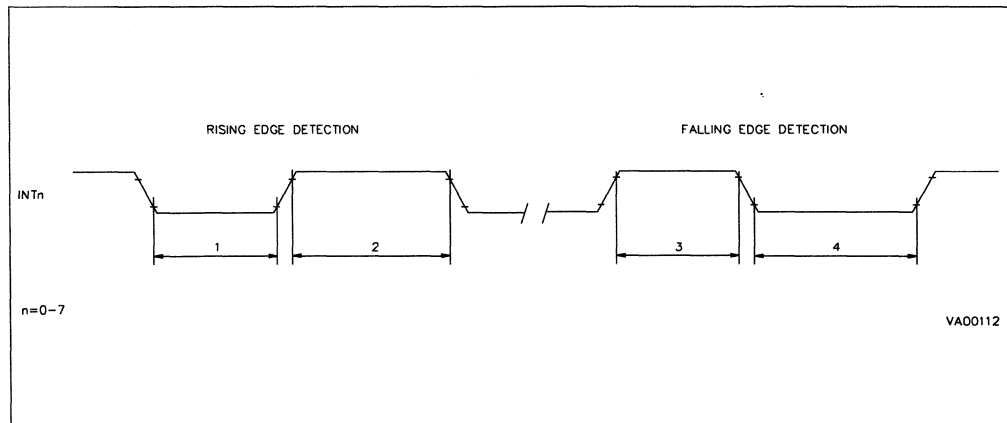 RISING EDGE DETECTION
FALLING EDGE DETECTION
INTn
1
2
3
4
n=0-7
VA00112